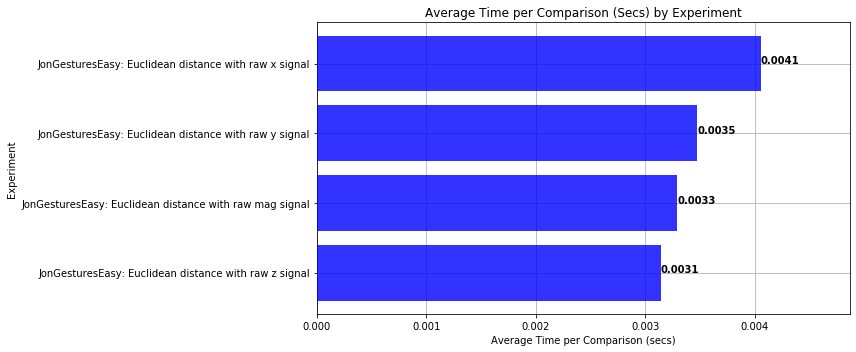 Average Time per Comparison (Secs) by Experiment
Experiment
JonGesturesEasy: Euclidean distance with raw x signal
0.0041
JonGesturesEasy: Euclidean distance with raw y signal
0.0035
JonGesturesEasy: Euclidean distance with raw mag signal
0.0033
JonGesturesEasy: Euclidean distance with raw z signal
0.0031
0.000 0.001 0.002 0.003 0.004
Average Time per Comparison (secs)